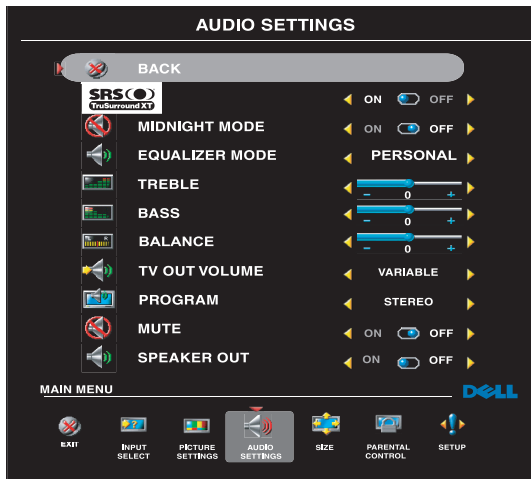 AUDIO SETTINGS
BACK
SRS(●)
TruSurround XT
ON OFF
MIDNIGHT MODE ON OFF
EQUALIZER MODE PERSONAL
TREBLE - 0 +
BASS - 0 +
BALANCE - 0 +
TV OUT VOLUME VARIABLE
PROGRAM STEREO
MUTE ON OFF
SPEAKER OUT ON OFF
MAIN MENU DELL
EXIT INPUT SELECT PICTURE SETTINGS AUDIO SETTINGS SIZE PARENTAL CONTROL SETUP